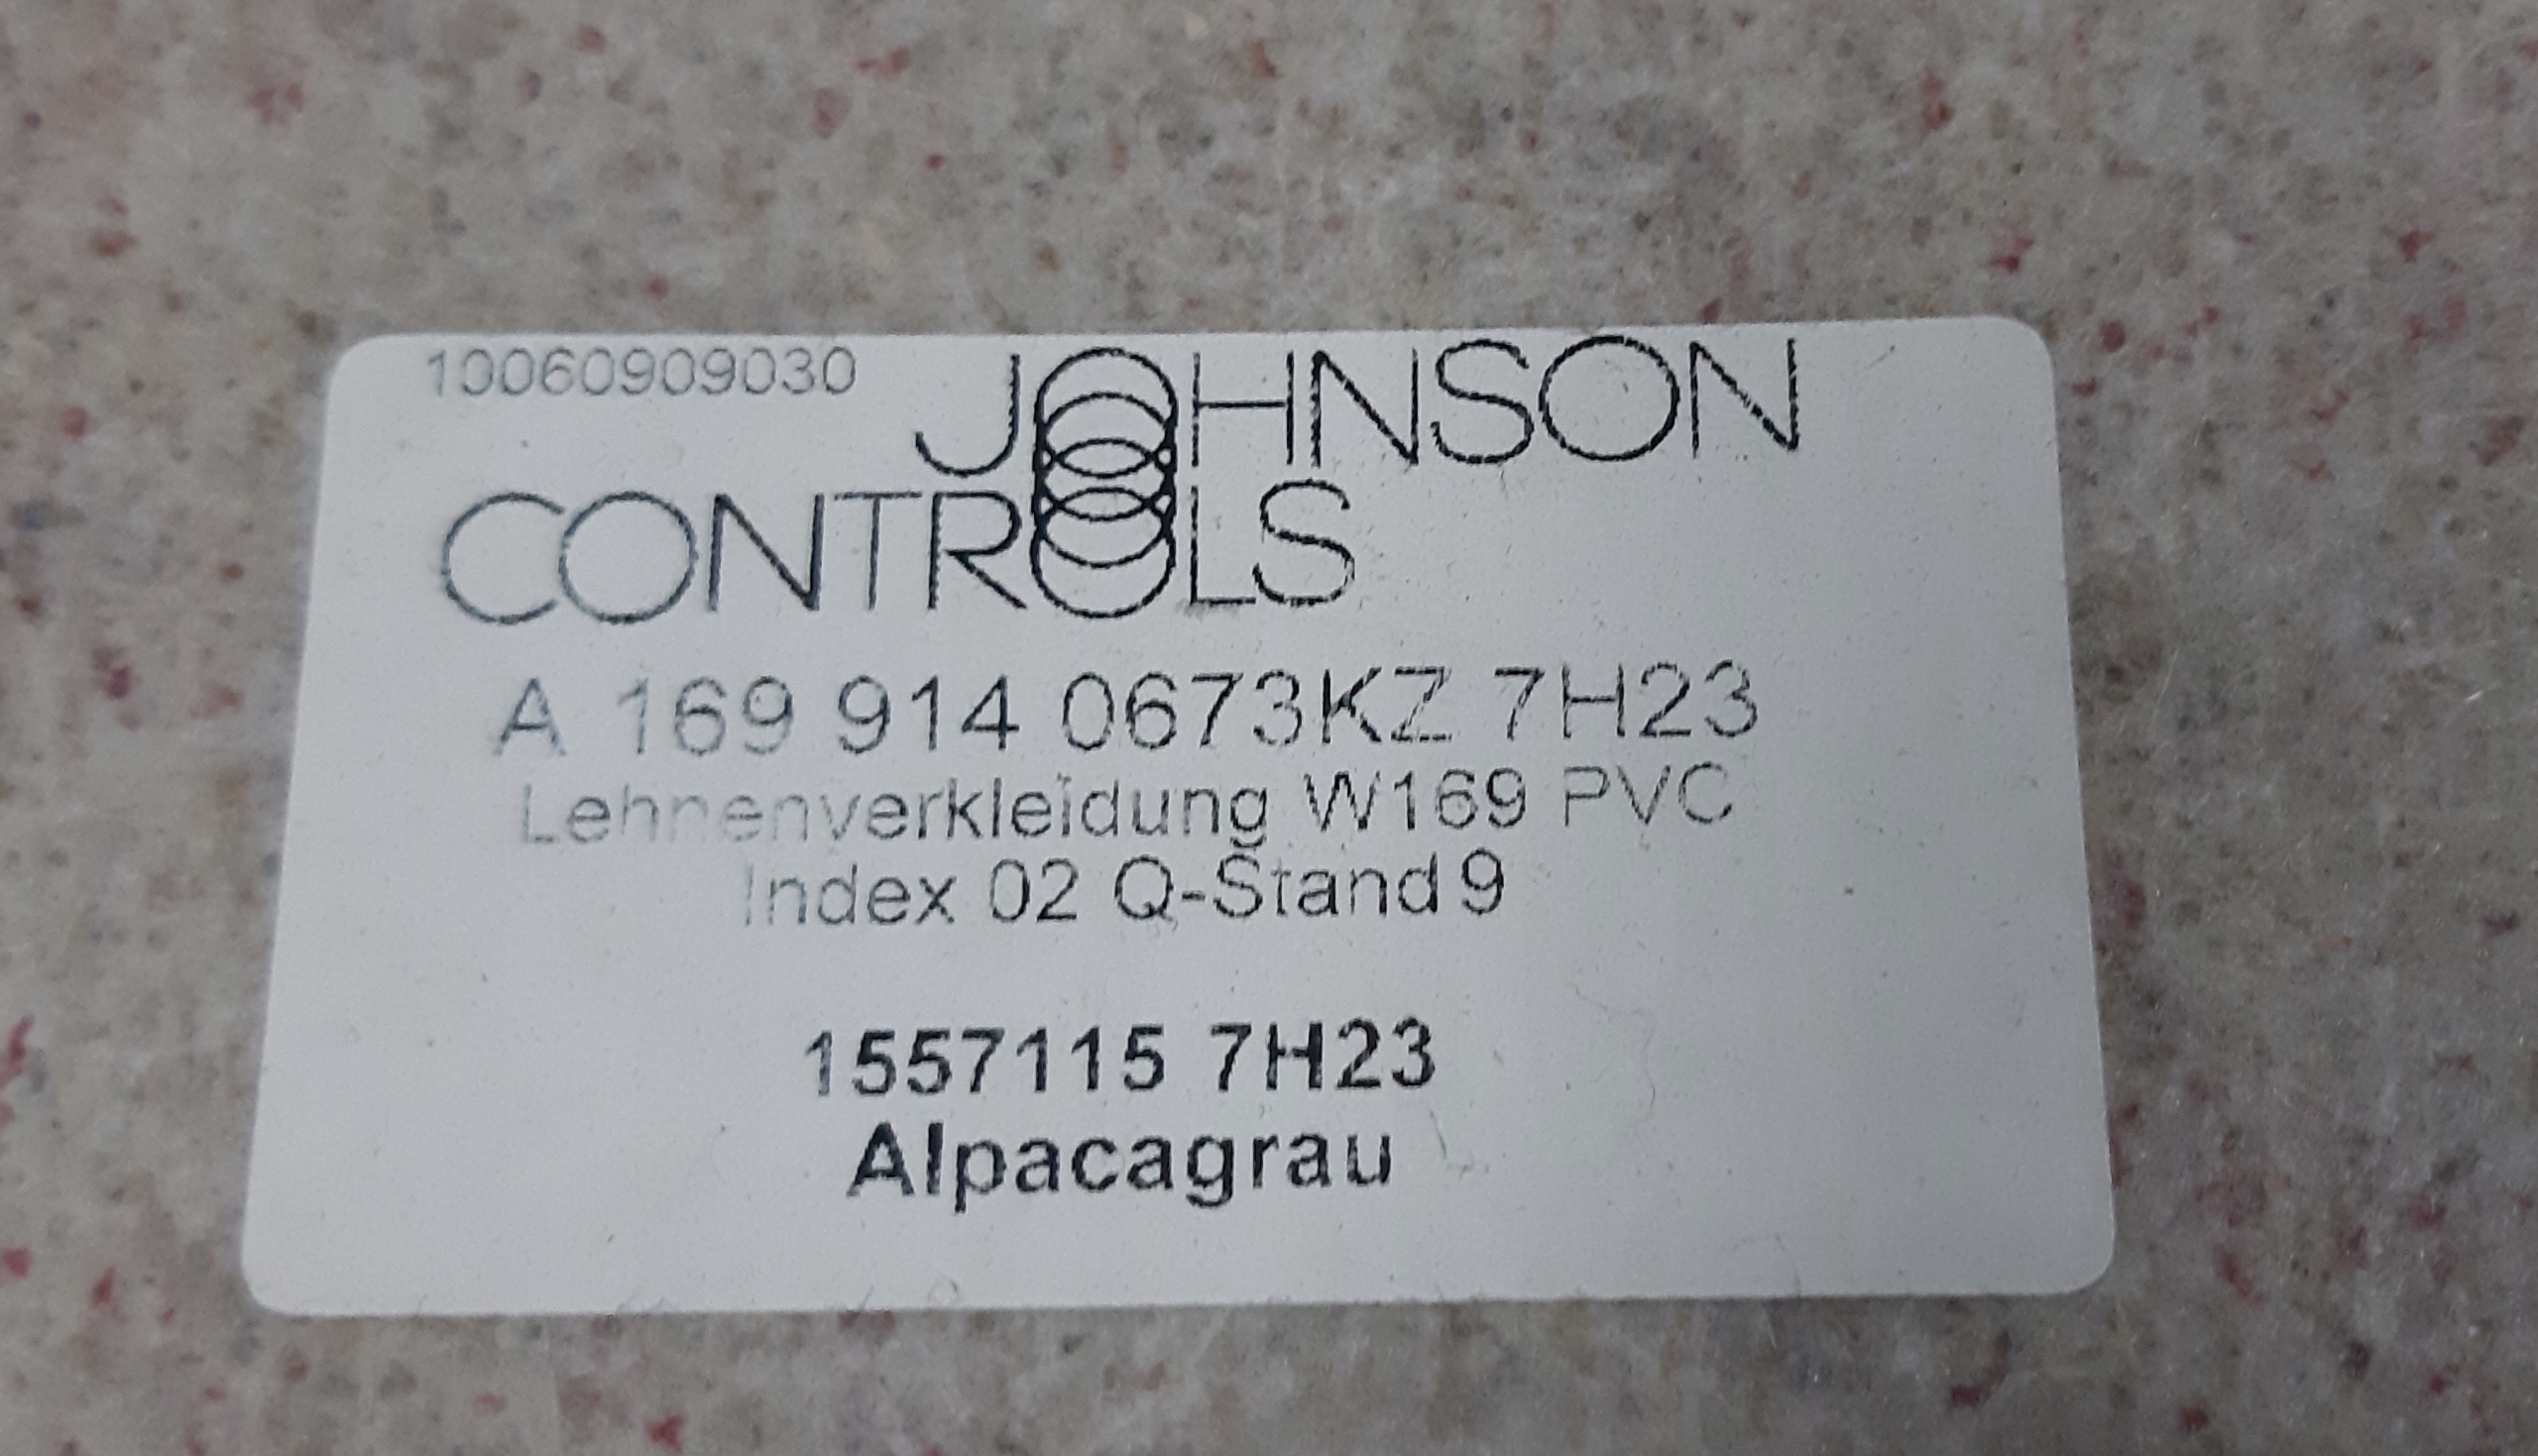 10060909030
JOHNSON
CONTROLS
A 169 914 0673KZ 7H23
Lehnenverkleidung W169 PVC
Index 02 Q-Stand 9
1557115 7H23
Alpacagrau